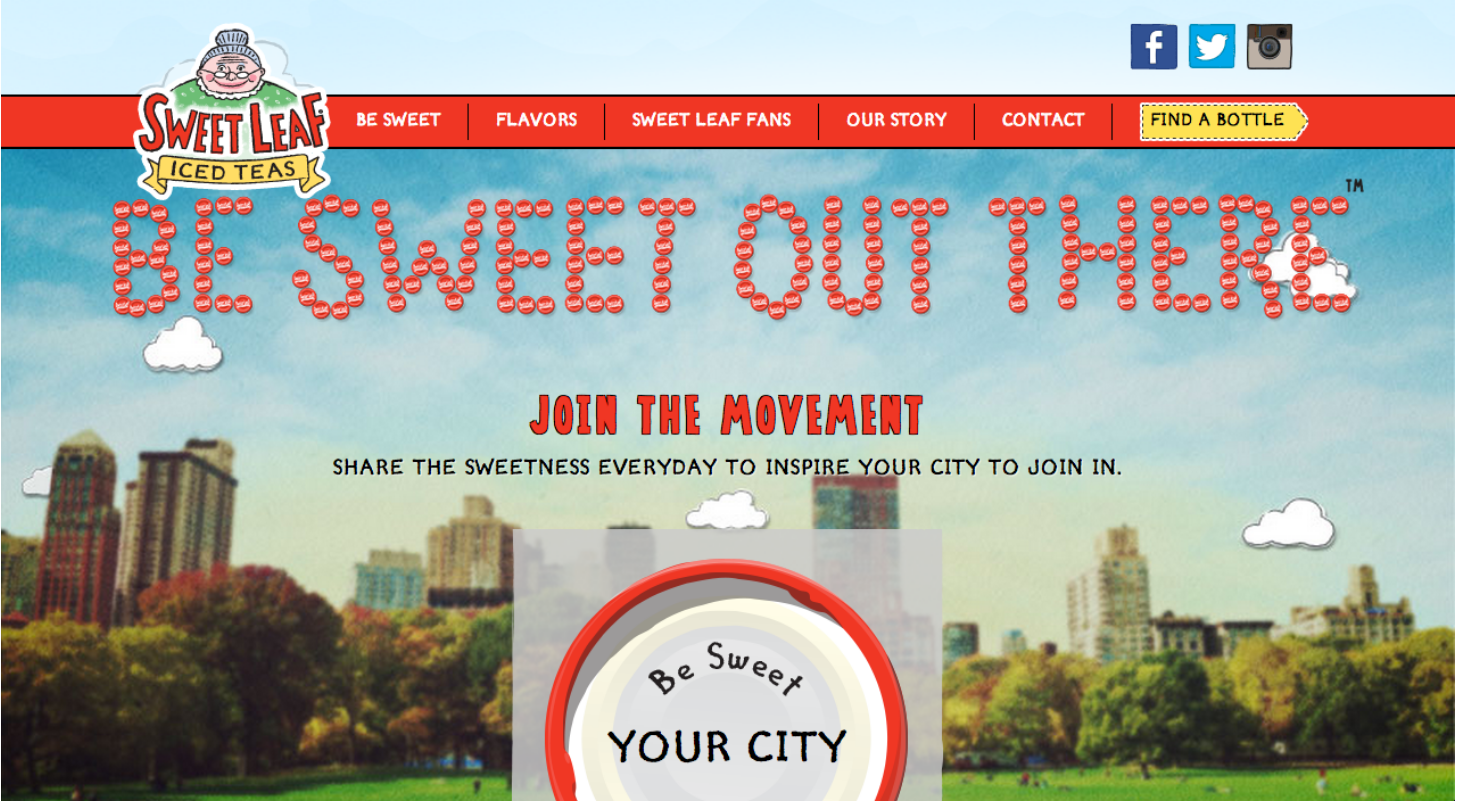 SWEET LEAF
ICED TEAS
BE SWEET
FLAVORS
SWEET LEAF FANS
OUR STORY
CONTACT
FIND A BOTTLE
BE SWEET OUT THERE™
JOIN THE MOVEMENT
SHARE THE SWEETNESS EVERYDAY TO INSPIRE YOUR CITY TO JOIN IN.
Be Sweet
YOUR CITY